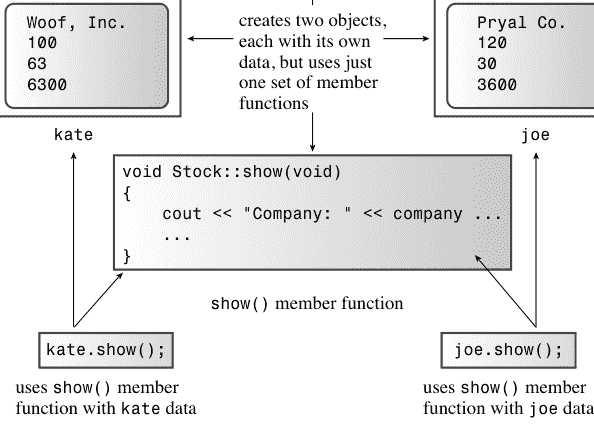 Woof, Inc.
100
63
6300
kate
creates two objects,
each with its own
data, but uses just
one set of member
functions
Pryal Co.
120
30
3600
joe
void Stock::show(void)
{
cout << "Company: " << company ...
...
}
show() member function
kate.show();
uses show() member
function with kate data
joe.show();
uses show() member
function with joe data